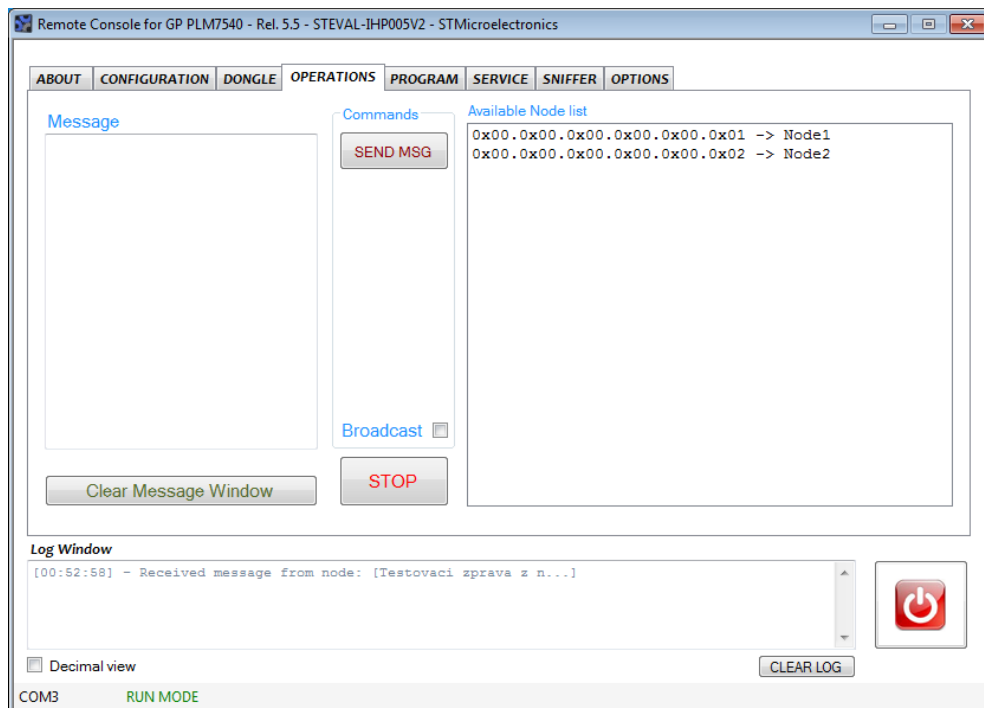 Remote Console for GP PLM7540 - Rel. 5.5 - STEVAL-IHP005V2 - STMicroelectronics
ABOUT CONFIGURATION DONGLE OPERATIONS PROGRAM SERVICE SNIFFER OPTIONS
Message
Commands
SEND MSG
Broadcast
STOP
Clear Message Window
Available Node list
0x00.0x00.0x00.0x00.0x00.0x01 -> Node1
0x00.0x00.0x00.0x00.0x00.0x02 -> Node2
Log Window
[00:52:58] - Received message from node: [Testovaci zprava z n...]
Decimal view
CLEAR LOG
COM3 RUN MODE